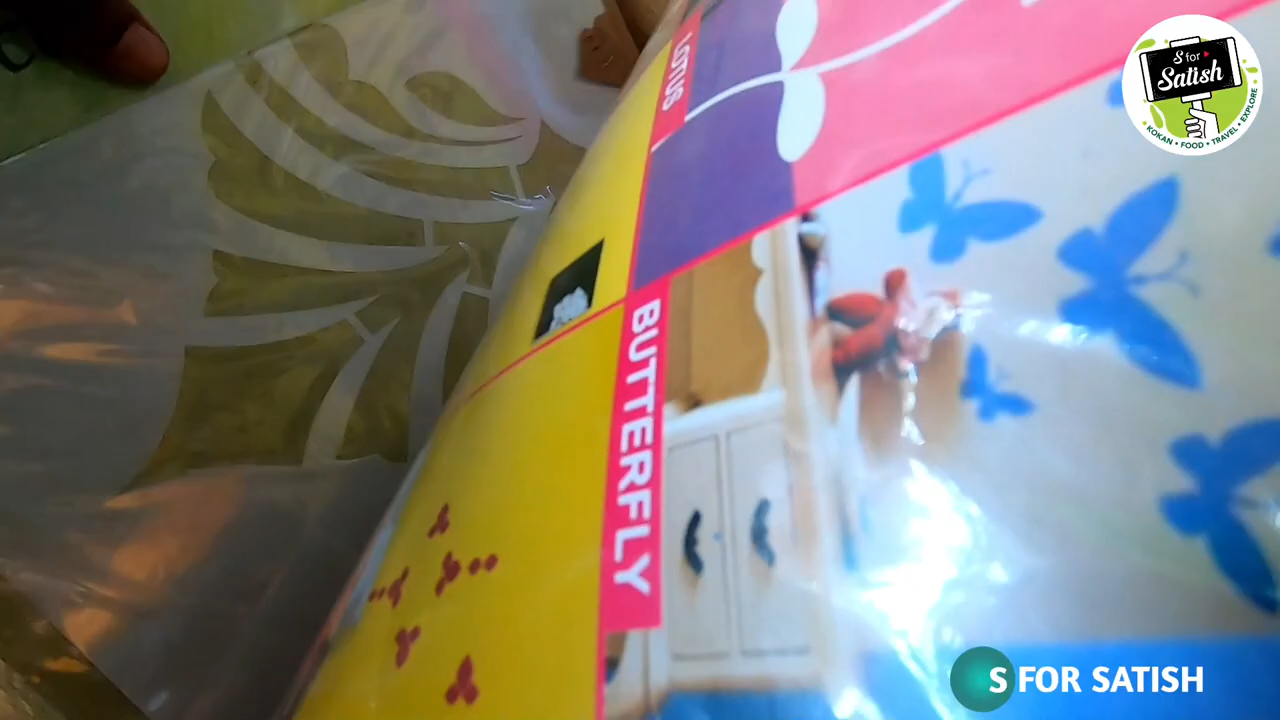 S for
Satish
KOKAN • FOOD • TRAVEL • EXPLORE
LOTUS
BUTTERFLY
S FOR SATISH